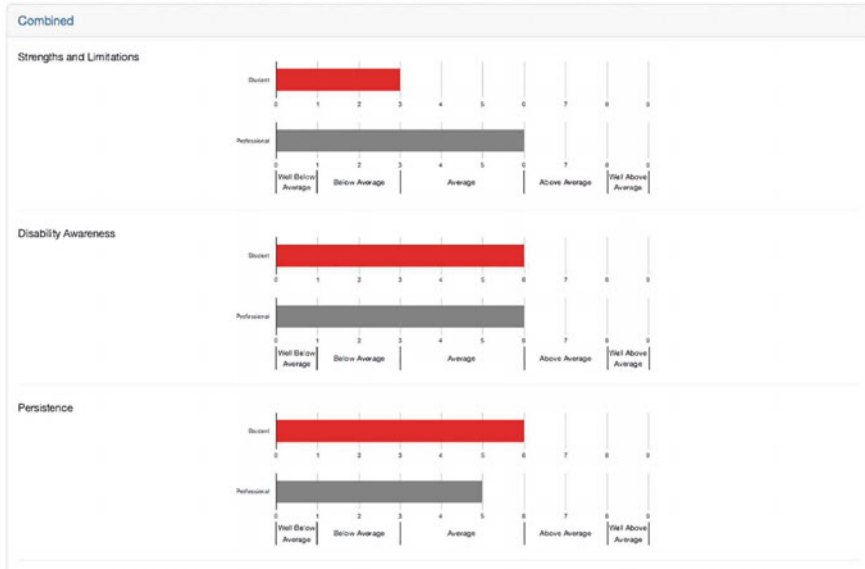 Combined
Strengths and Limitations
Student
0 1 2 3 4 5 6 7 8 9
Professional
0 1 2 3 4 5 6 7 8 9
Well Below Average Below Average Average Above Average Well Above Average
Disability Awareness
Student
0 1 2 3 4 5 6 7 8 9
Professional
0 1 2 3 4 5 6 7 8 9
Well Below Average Below Average Average Above Average Well Above Average
Persistence
Student
0 1 2 3 4 5 6 7 8 9
Professional
0 1 2 3 4 5 6 7 8 9
Well Below Average Below Average Average Above Average Well Above Average